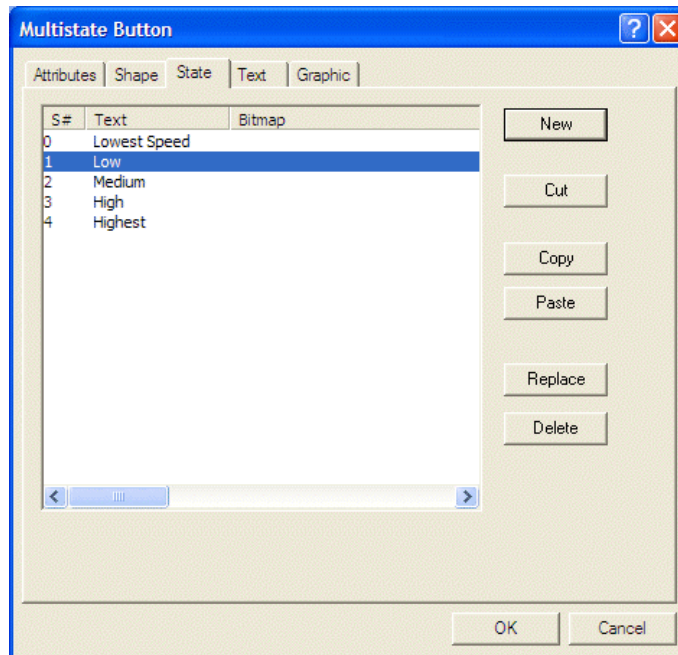 Multistate Button
Attributes Shape State Text Graphic
S# Text Bitmap
0 Lowest Speed
1 Low
2 Medium
3 High
4 Highest
New
Cut
Copy
Paste
Replace
Delete
OK Cancel